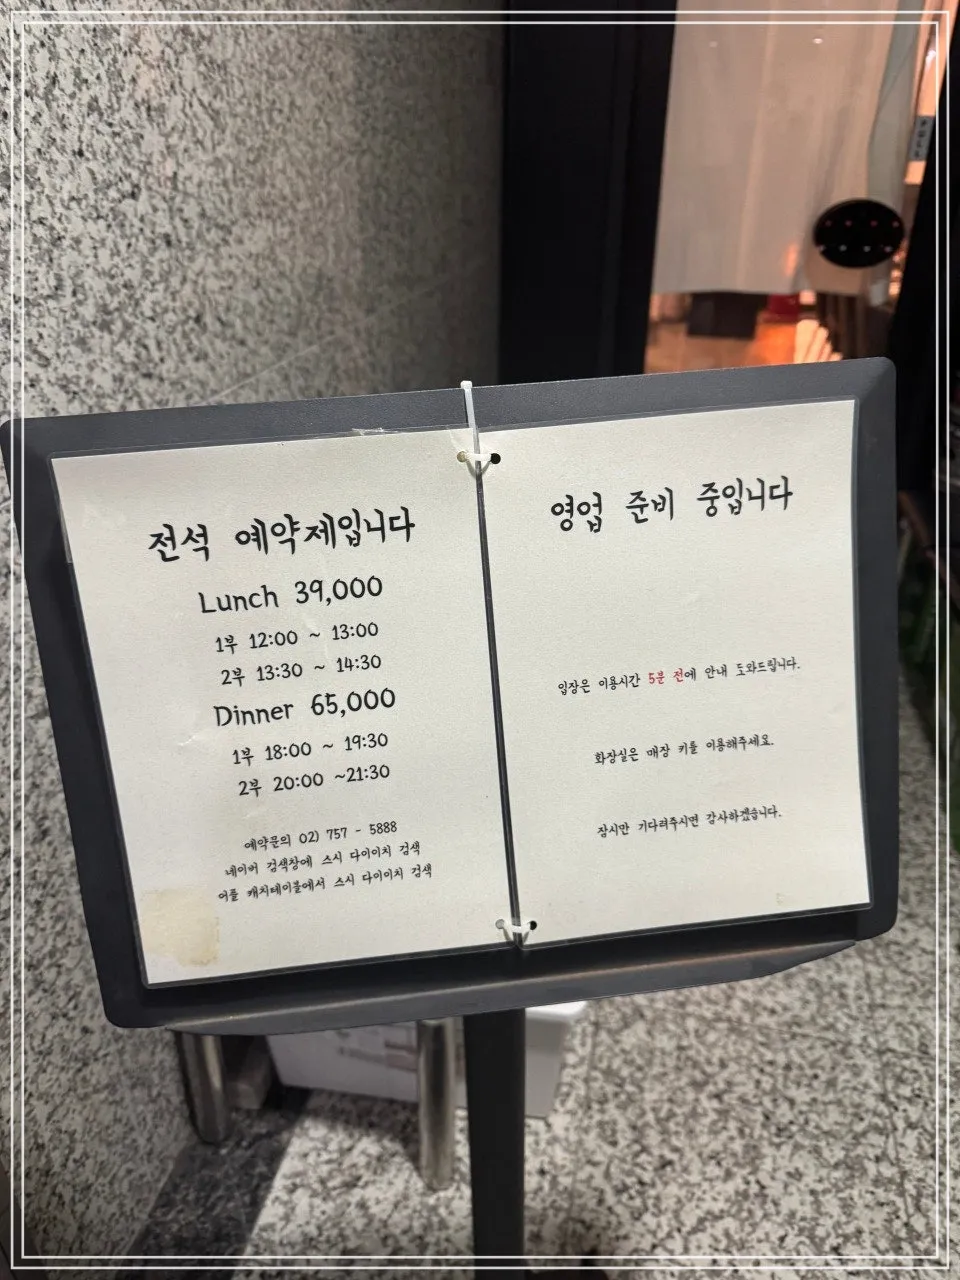 전석 예약제입니다
Lunch 39,000
1부 12:00 ~ 13:00
2부 13:30 ~ 14:30
Dinner 65,000
1부 18:00 ~ 19:30
2부 20:00 ~21:30
예약문의 02) 757 - 5888
네이버 검색창에 스시 다이이치 검색
어플 캐치테이블에서 스시 다이이치 검색
영업 준비 중입니다
입장은 이용시간 5분 전에 안내 도와드립니다.
화장실은 매장 키를 이용해주세요.
잠시만 기다려주시면 감사하겠습니다.